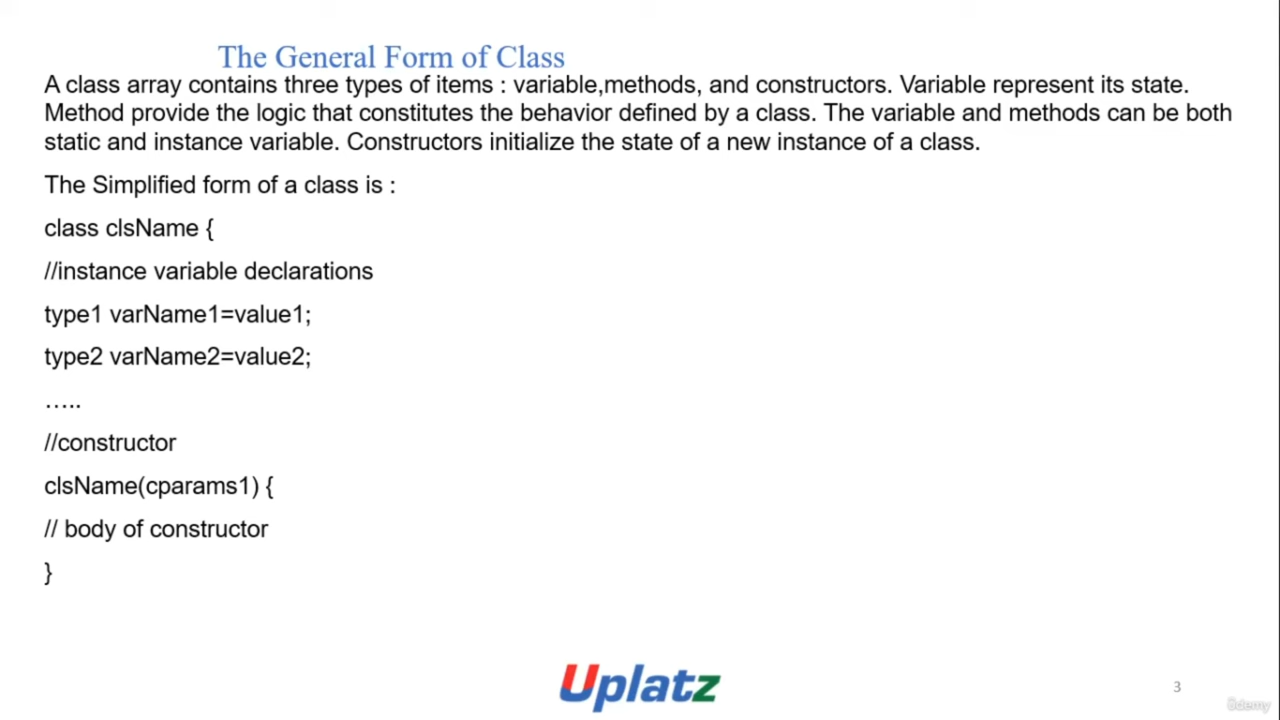 The General Form of Class
A class array contains three types of items : variable,methods, and constructors. Variable represent its state.
Method provide the logic that constitutes the behavior defined by a class. The variable and methods can be both
static and instance variable. Constructors initialize the state of a new instance of a class.
The Simplified form of a class is :
class clsName {
//instance variable declarations
type1 varName1=value1;
type2 varName2=value2;
…..
//constructor
clsName(cparams1) {
// body of constructor
}
Uplatz
3
ûdemy